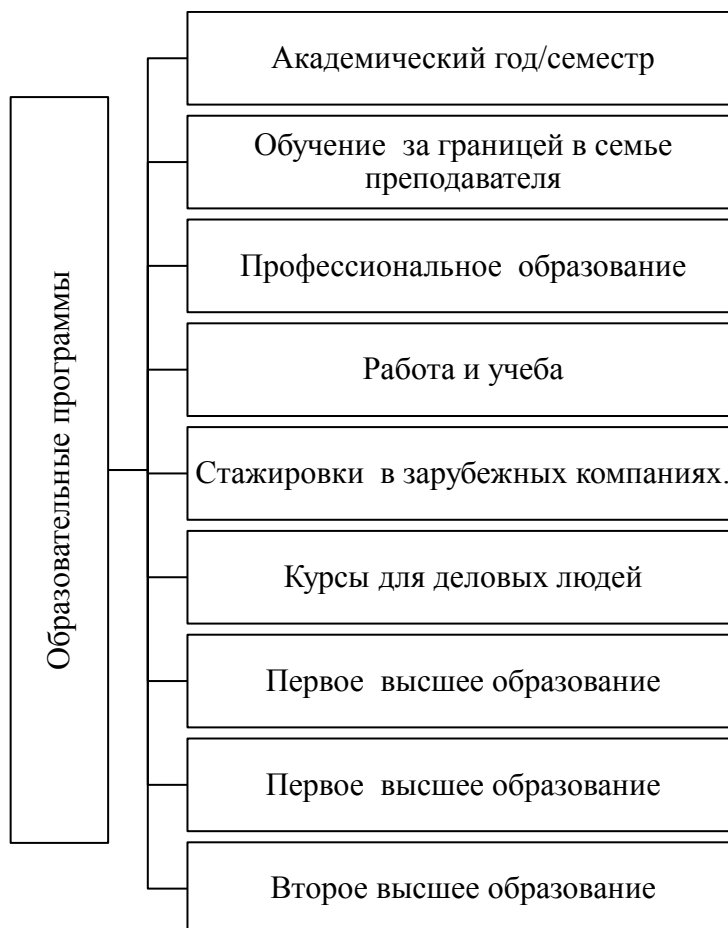 Образовательные программы
Академический год/семестр
Обучение за границей в семье
преподавателя
Профессиональное образование
Работа и учеба
Стажировки в зарубежных компаниях.
Курсы для деловых людей
Первое высшее образование
Первое высшее образование
Второе высшее образование